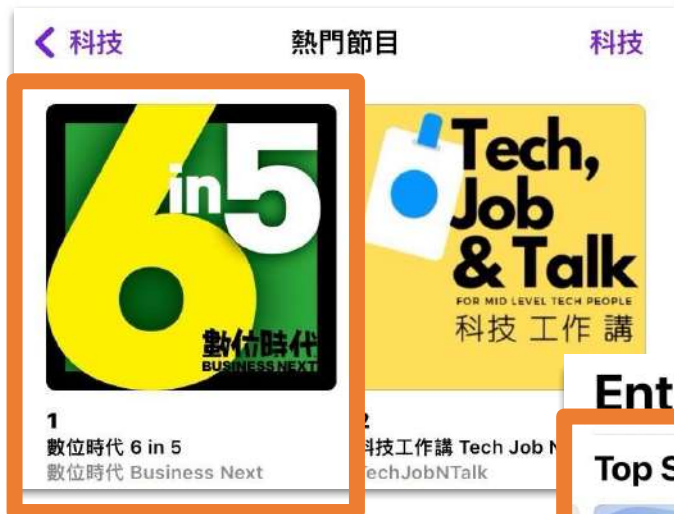 科技 熱門節目 科技
6 in 5
數位時代
BUSINESS NEXT
Tech,
Job
& Talk
FOR MID LEVEL TECH PEOPLE
科技 工作 講
1
數位時代 6 in 5
數位時代 Business Next
科技工作講 Tech Job
TechJobNTalk
Ent
Top S